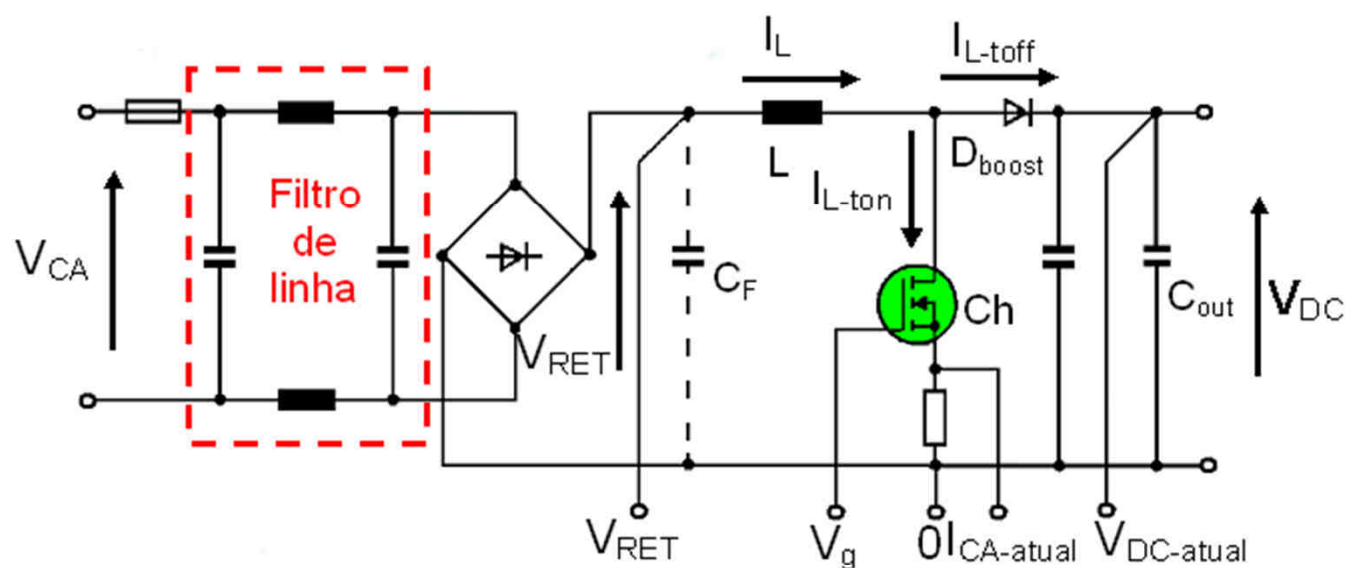 I_L
I_L-toff
V_CA
Filtro
de
linha
V_RET
C_F
L
I_L-ton
D_boost
Ch
C_out
V_DC
V_RET
V_g
0
I_CA-atual
V_DC-atual